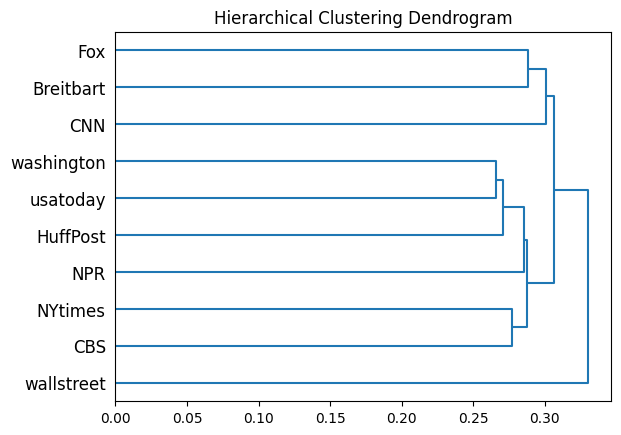 Hierarchical Clustering Dendrogram
Fox
Breitbart
CNN
washington
usatoday
HuffPost
NPR
NYtimes
CBS
wallstreet
0.00 0.05 0.10 0.15 0.20 0.25 0.30